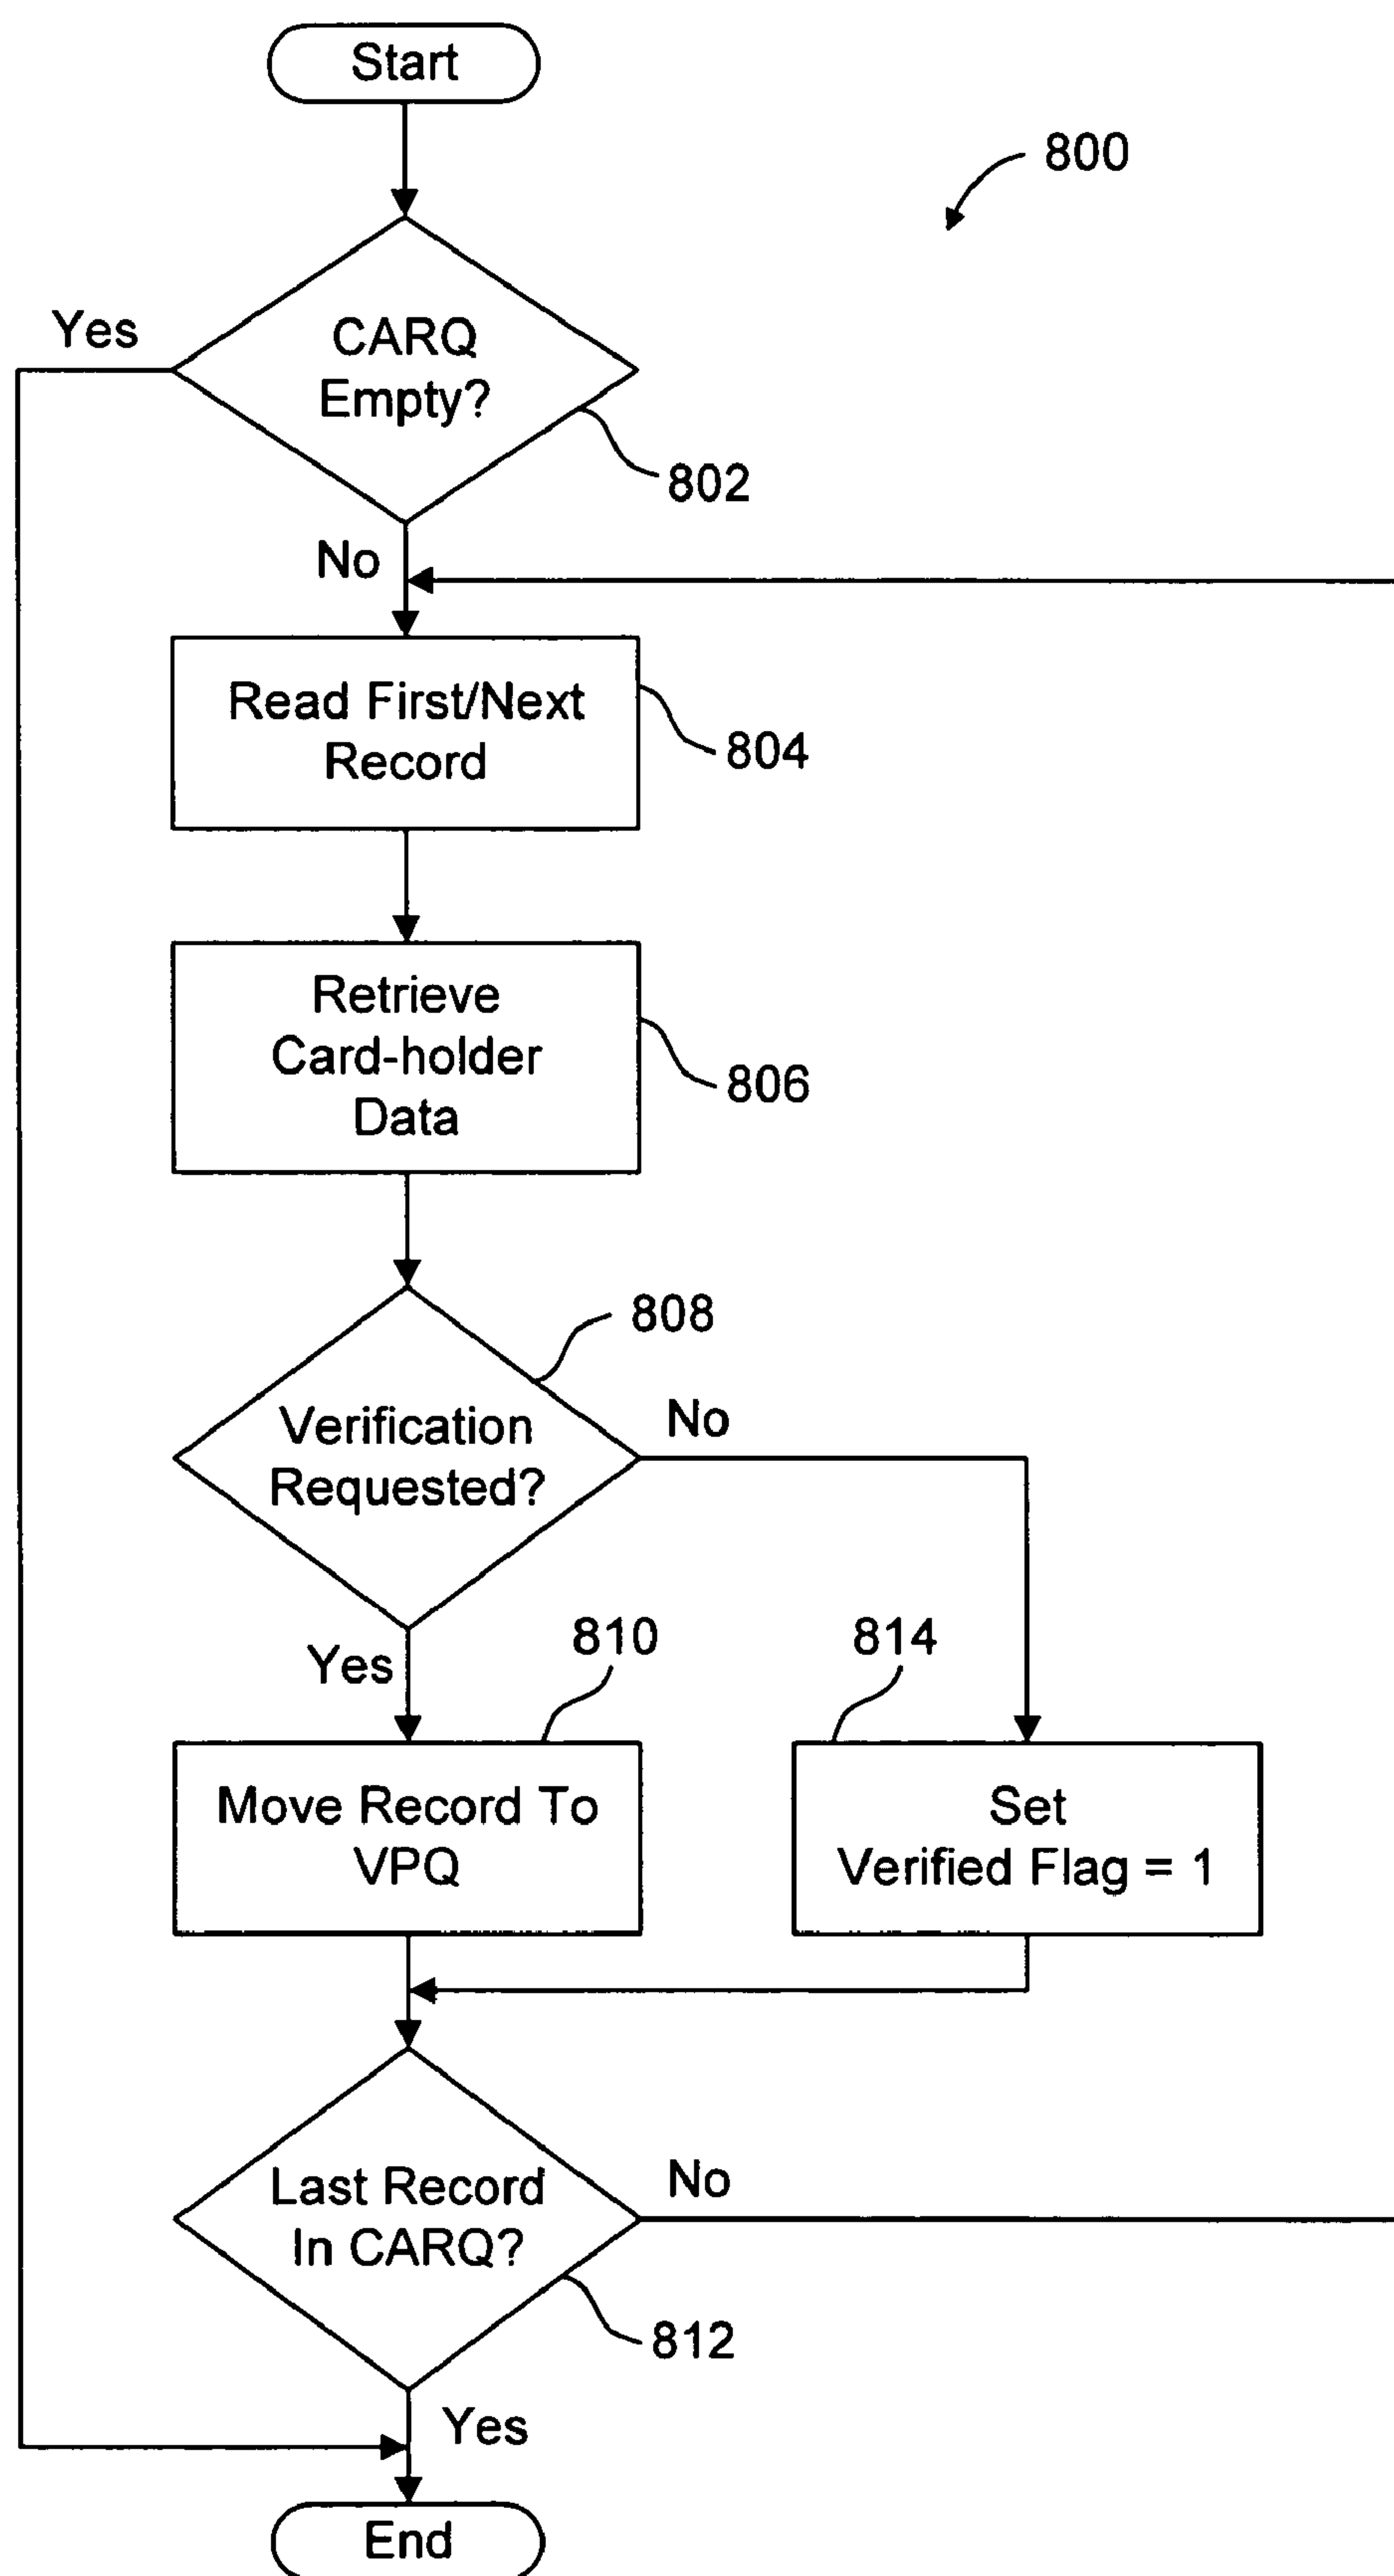 Start
800
Yes
CARQ
Empty?
802
No
Read First/Next
Record
804
Retrieve
Card-holder
Data
806
808
Verification
Requested?
No
Yes
810
814
Move Record To
VPQ
Set
Verified Flag = 1
Last Record
In CARQ?
No
812
Yes
End